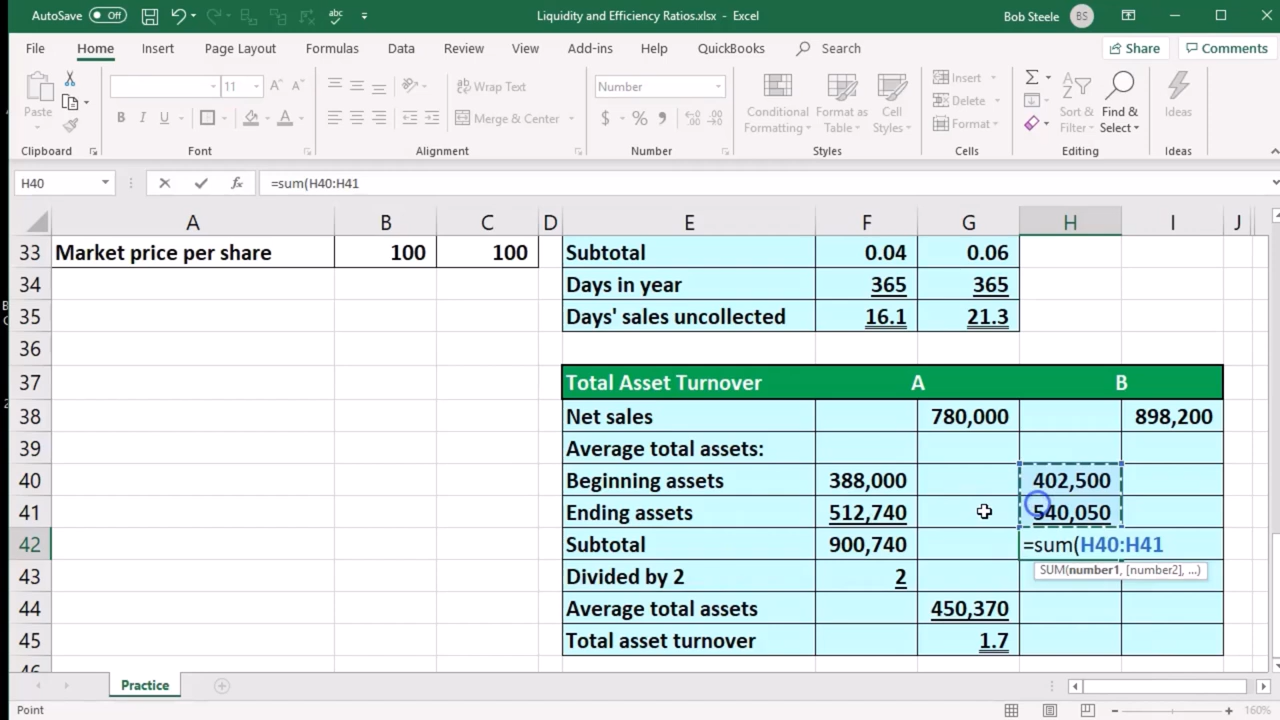 AutoSave Off abc Liquidity and Efficiency Ratios.xlsx - Excel Bob Steele BS
File Home Insert Page Layout Formulas Data Review View Add-ins Help QuickBooks Search Share Comments
11 A A ab Wrap Text Number Insert
Paste B I U A Merge & Center $ % Conditional Formatting Format as Table Cell Styles Delete Format Sort & Filter Find & Select Ideas
Clipboard Font Alignment Number Styles Cells Editing Ideas
H40 fx =sum(H40:H41
A B C D E F G H I J
33 Market price per share 100 100 Subtotal 0.04 0.06
34 Days in year 365 365
35 Days' sales uncollected 16.1 21.3
36
37 Total Asset Turnover A B
38 Net sales 780,000 898,200
39 Average total assets:
40 Beginning assets 388,000 402,500
41 Ending assets 512,740 540,050
42 Subtotal 900,740 =sum(H40:H41
43 Divided by 2 2 SUM(number1, [number2], ...)
44 Average total assets 450,370
45 Total asset turnover 1.7
46
Practice
Point 160%